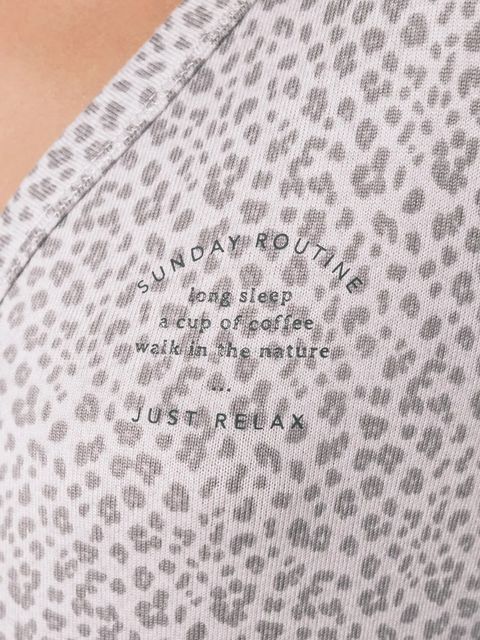 SUNDAY ROUTINE
long sleep
a cup of coffee
walk in the nature
...
JUST RELAX